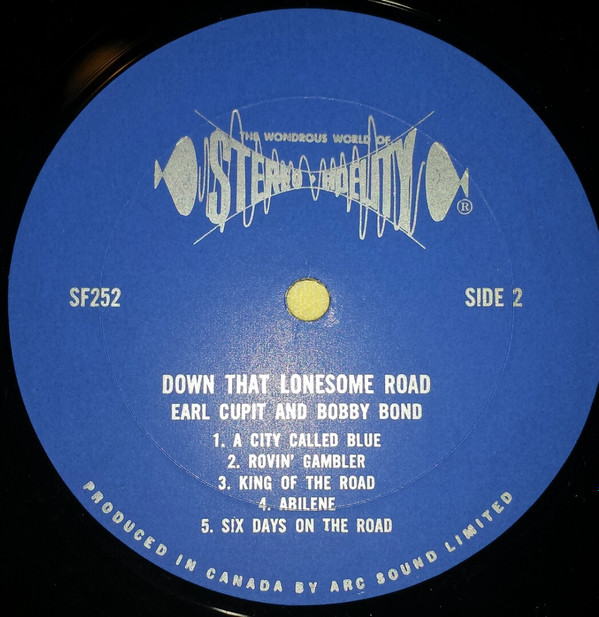 THE WONDROUS WORLD OF
STEREO • FIDELITY
®
SF252
SIDE 2
DOWN THAT LONESOME ROAD
EARL CUPIT AND BOBBY BOND
1. A CITY CALLED BLUE
2. ROVIN' GAMBLER
3. KING OF THE ROAD
4. ABILENE
5. SIX DAYS ON THE ROAD
PRODUCED IN CANADA BY ARC SOUND LIMITED